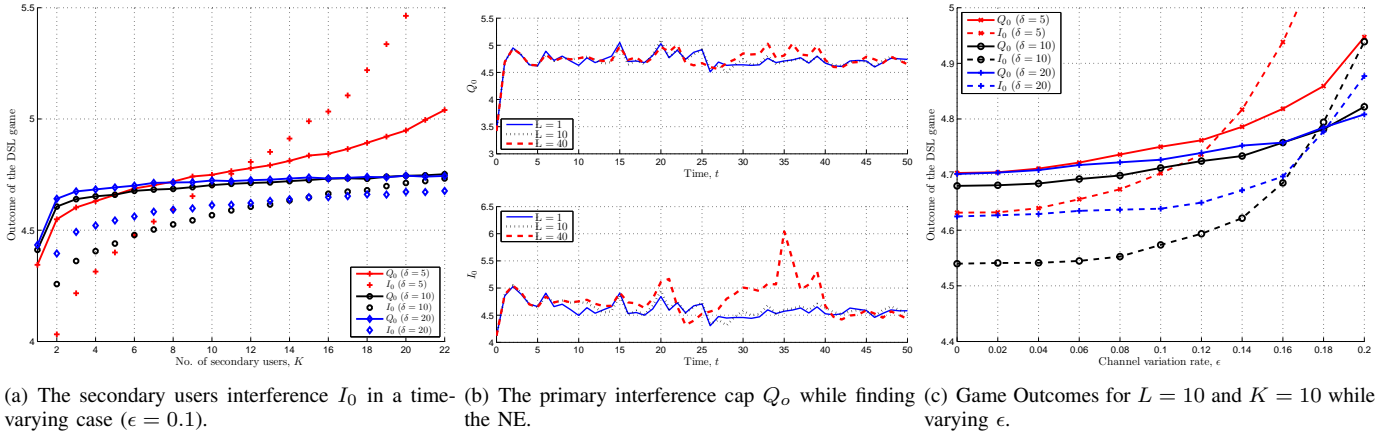 5.5
5
4.5
4
Outcome of the DSL game
2
4
6
8
10
12
14
16
18
20
22
No. of secondary users, K
Q0 (δ = 5)
I0 (δ = 5)
Q0 (δ = 10)
I0 (δ = 10)
Q0 (δ = 20)
I0 (δ = 20)
5.5
5
4.5
4
3.5
3
Q0
L = 1
L = 10
L = 40
0
5
10
15
20
25
30
35
40
45
50
Time, t
6.5
6
5.5
5
4.5
4
I0
L = 1
L = 10
L = 40
0
5
10
15
20
25
30
35
40
45
50
Time, t
5
4.9
4.8
4.7
4.6
4.5
4.4
Outcome of the DSL game
Q0 (δ = 5)
I0 (δ = 5)
Q0 (δ = 10)
I0 (δ = 10)
Q0 (δ = 20)
I0 (δ = 20)
0
0.02
0.04
0.06
0.08
0.1
0.12
0.14
0.16
0.18
0.2
Channel variation rate, ϵ
(a) The secondary users interference I0 in a time-
varying case (ϵ = 0.1).
(b) The primary interference cap Qo while finding
the NE.
(c) Game Outcomes for L = 10 and K = 10 while
varying ϵ.